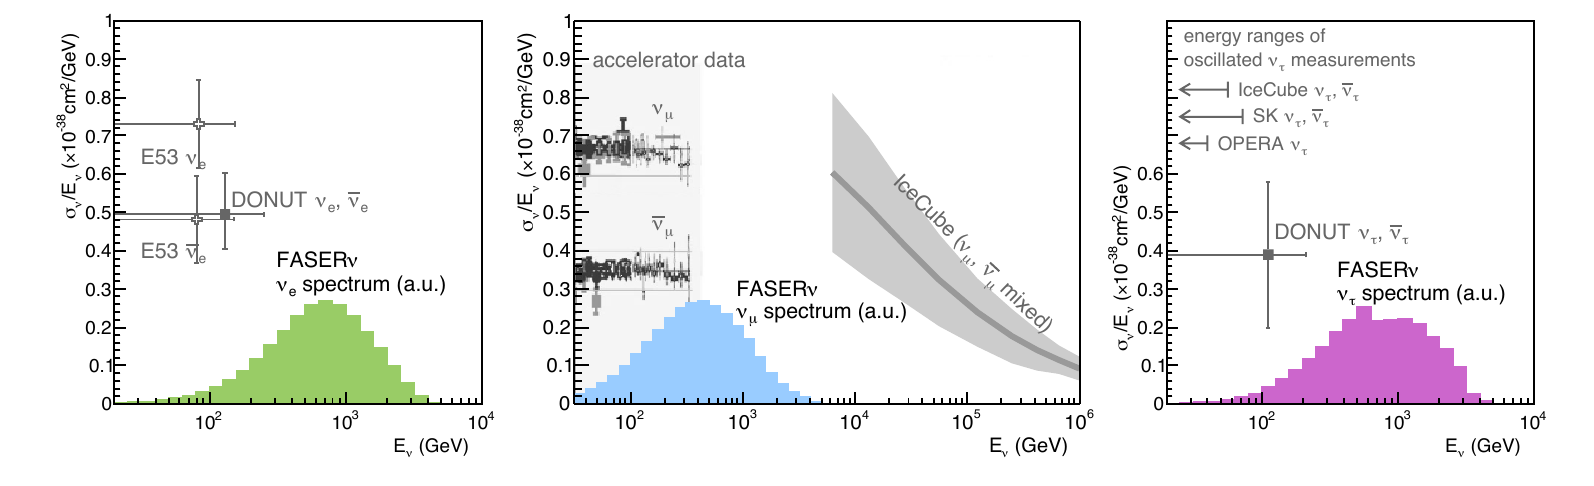 σν/Eν (×10⁻³⁸cm²/GeV)
1
0.9
0.8
0.7
0.6
0.5
0.4
0.3
0.2
0.1
0
E53 νe
DONUT νe, ν̅e
E53 ν̅e
FASERν
νe spectrum (a.u.)
10²
10³
10⁴
Eν (GeV)
σν/Eν (×10⁻³⁸cm²/GeV)
1
0.9
0.8
0.7
0.6
0.5
0.4
0.3
0.2
0.1
0
accelerator data
νμ
ν̅μ
IceCube (νμ, ν̅μ mixed)
FASERν
νμ spectrum (a.u.)
10²
10³
10⁴
10⁵
10⁶
Eν (GeV)
energy ranges of
oscillated ντ measurements
IceCube ντ, ν̅τ
SK ντ, ν̅τ
OPERA ντ
σν/Eν (×10⁻³⁸cm²/GeV)
0.6
0.5
0.4
0.3
0.2
0.1
0
DONUT ντ, ν̅τ
FASERν
ντ spectrum (a.u.)
10²
10³
10⁴
Eν (GeV)